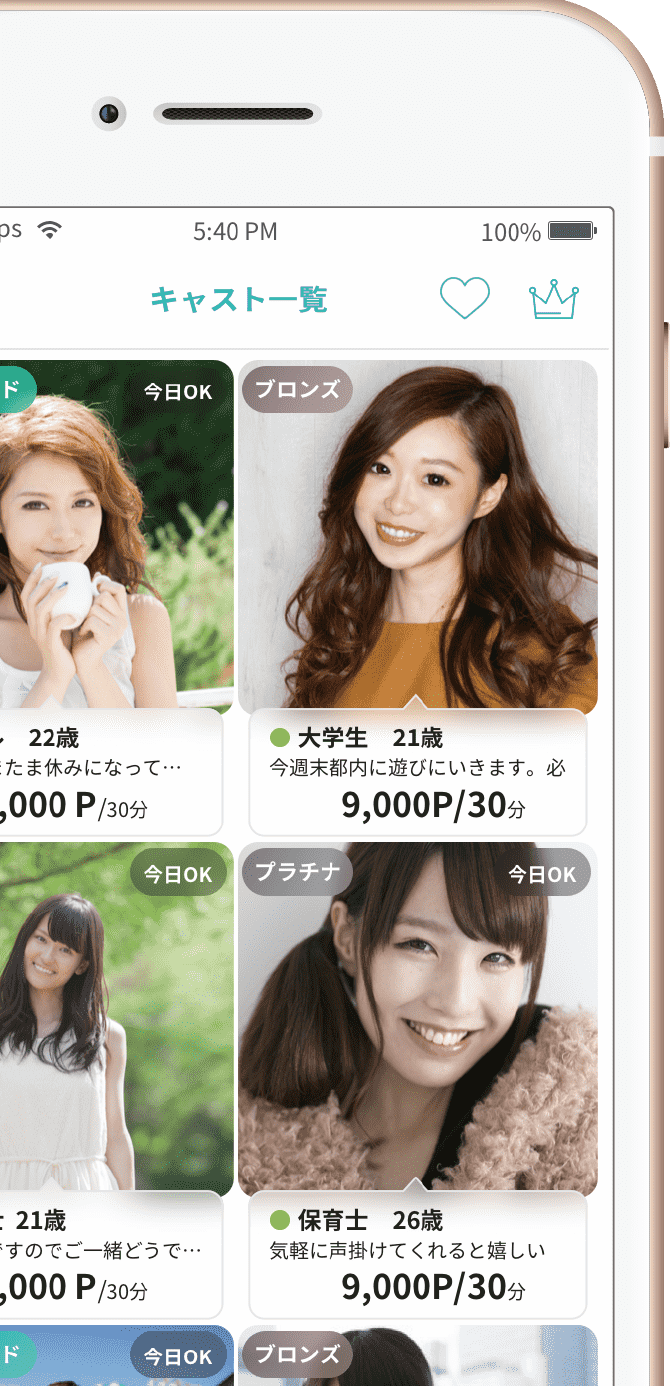 ps 5:40 PM 100%
キャスト一覧
ド 今日OK ブロンズ
22歳
大学生 21歳
たま休みになって…
今週末都内に遊びにいきます。必
,000 P/30分
9,000P/30分
今日OK プラチナ 今日OK
21歳
保育士 26歳
すのでご一緒どうで…
気軽に声掛けてくれると嬉しい
,000 P/30分
9,000P/30分
ド 今日OK ブロンズ